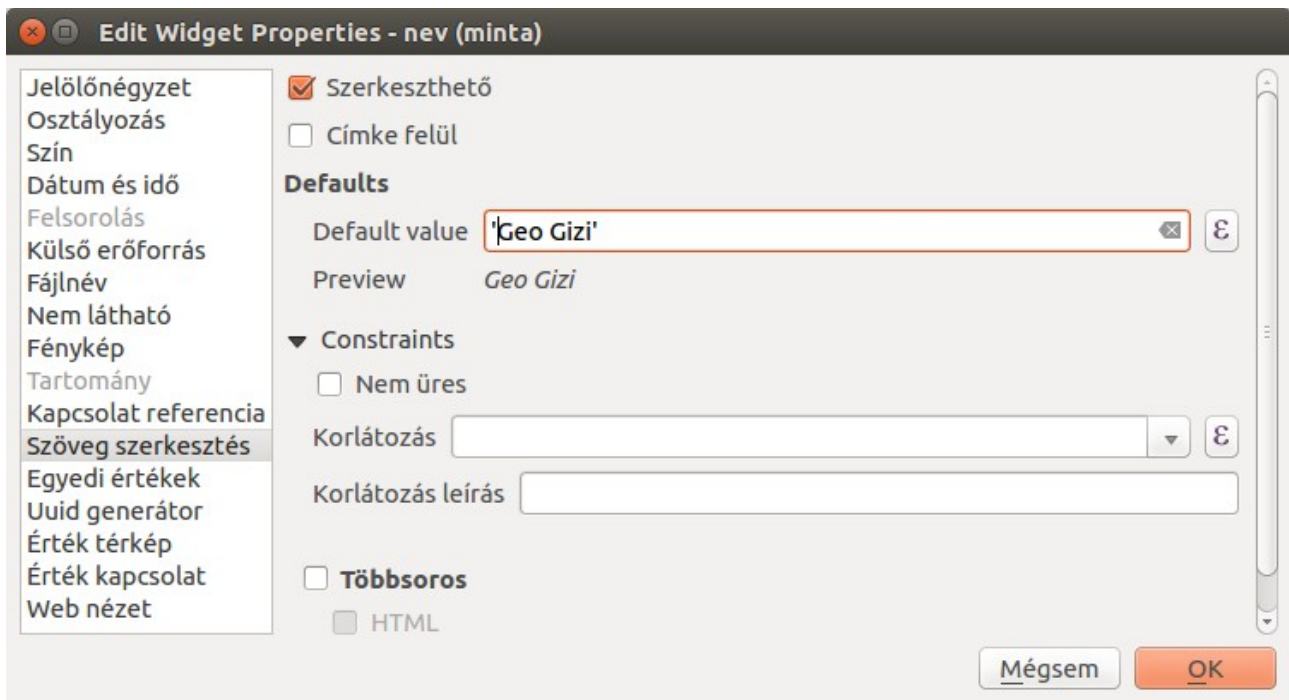 Edit Widget Properties - nev (minta)
Jelölőnégyzet
Osztályozás
Szín
Dátum és idő
Felsorolás
Külső erőforrás
Fájlnév
Nem látható
Fénykép
Tartomány
Kapcsolat referencia
Szöveg szerkesztés
Egyedi értékek
Uuid generátor
Érték térkép
Érték kapcsolat
Web nézet
Szerkeszthető
Címke felül
Defaults
Default value 'Geo Gizi' ε
Preview Geo Gizi
Constraints
Nem üres
Korlátozás ε
Korlátozás leírás
Többsoros
HTML
Mégsem OK